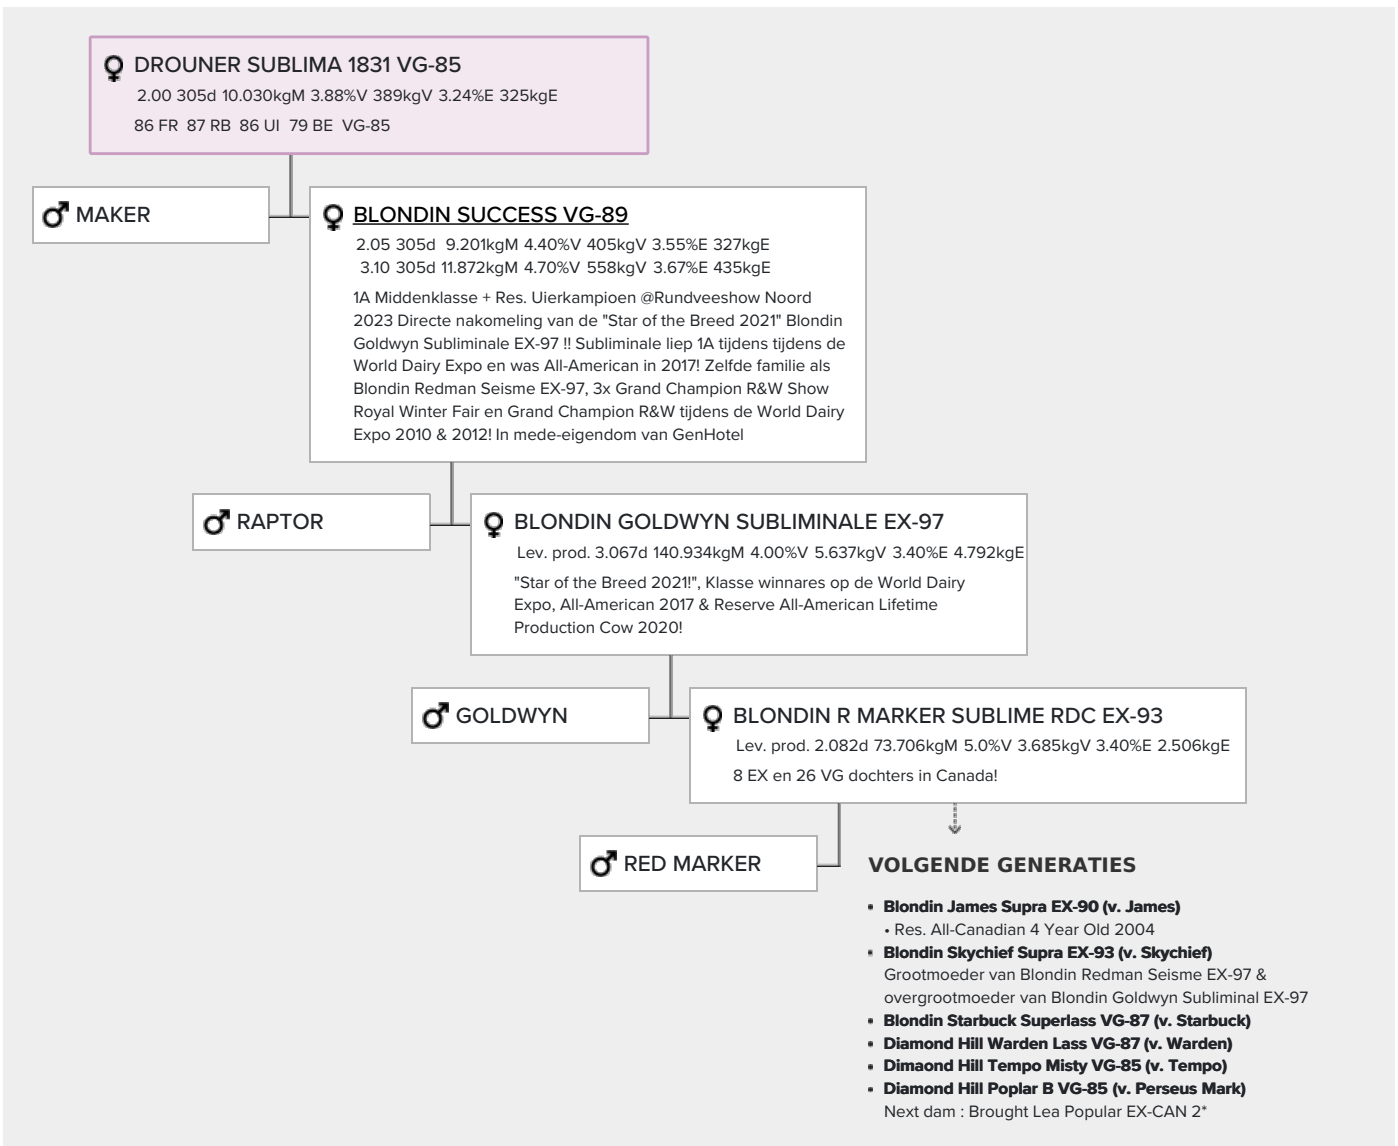 DROUNER SUBLIMA 1831 VG-85
2.00 305d 10.030kgM 3.88%V 389kgV 3.24%E 325kgE
86 FR 87 RB 86 UI 79 BE VG-85
MAKER
BLONDIN SUCCESS VG-89
2.05 305d 9.201kgM 4.40%V 405kgV 3.55%E 327kgE
3.10 305d 11.872kgM 4.70%V 558kgV 3.67%E 435kgE
1A Middenklasse + Res. Uierkampioen @Rundveeshow Noord
2023 Directe nakomeling van de "Star of the Breed 2021" Blondin
Goldwyn Subliminale EX-97 !! Subliminale liep 1A tijdens tijdens de
World Dairy Expo en was All-American in 2017! Zelfde familie als
Blondin Redman Seisme EX-97, 3x Grand Champion R&W Show
Royal Winter Fair en Grand Champion R&W tijdens de World Dairy
Expo 2010 & 2012! In mede-eigendom van GenHotel
RAPTOR
BLONDIN GOLDWYN SUBLIMINALE EX-97
Lev. prod. 3.067d 140.934kgM 4.00%V 5.637kgV 3.40%E 4.792kgE
"Star of the Breed 2021!", Klasse winnares op de World Dairy
Expo, All-American 2017 & Reserve All-American Lifetime
Production Cow 2020!
GOLDWYN
BLONDIN R MARKER SUBLIME RDC EX-93
Lev. prod. 2.082d 73.706kgM 5.0%V 3.685kgV 3.40%E 2.506kgE
8 EX en 26 VG dochters in Canada!
RED MARKER
VOLGENDE GENERATIES
• Blondin James Supra EX-90 (v. James)
• Res. All-Canadian 4 Year Old 2004
• Blondin Skychief Supra EX-93 (v. Skychief)
Grootmoeder van Blondin Redman Seisme EX-97 &
overgrootmoeder van Blondin Goldwyn Subliminal EX-97
• Blondin Starbuck Superlass VG-87 (v. Starbuck)
• Diamond Hill Warden Lass VG-87 (v. Warden)
• Dimaond Hill Tempo Misty VG-85 (v. Tempo)
• Diamond Hill Poplar B VG-85 (v. Perseus Mark)
Next dam : Brought Lea Popular EX-CAN 2*